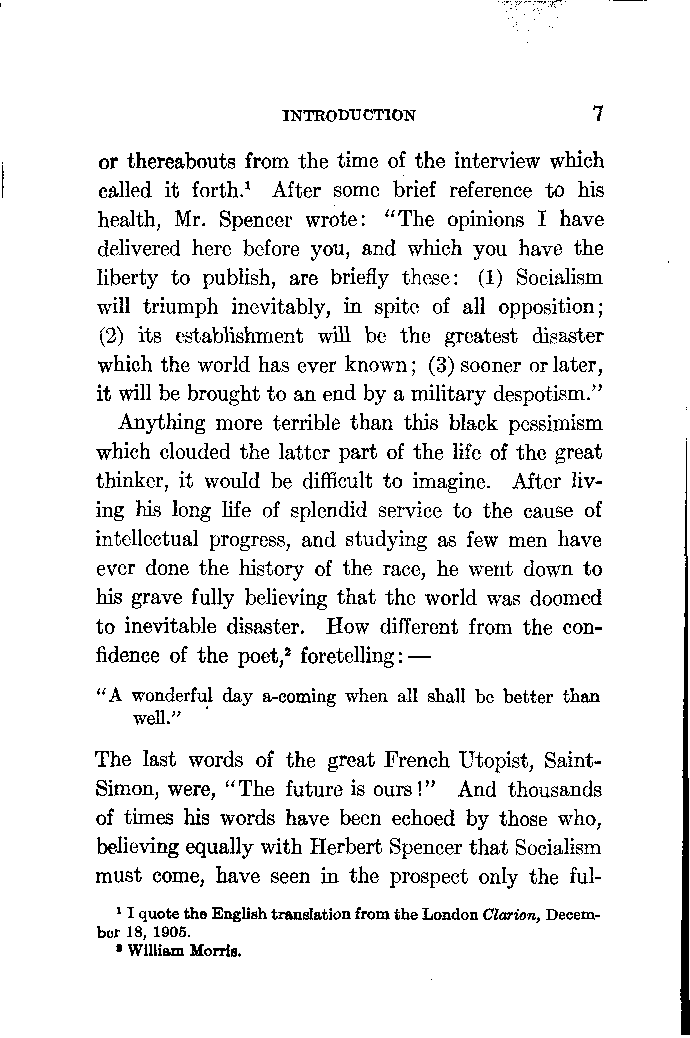 INTRODUCTION 7
or thereabouts from the time of the interview which
called it forth.¹ After some brief reference to his
health, Mr. Spencer wrote: “The opinions I have
delivered here before you, and which you have the
liberty to publish, are briefly these: (1) Socialism
will triumph inevitably, in spite of all opposition;
(2) its establishment will be the greatest disaster
which the world has ever known; (3) sooner or later,
it will be brought to an end by a military despotism.”
Anything more terrible than this black pessimism
which clouded the latter part of the life of the great
thinker, it would be difficult to imagine. After liv-
ing his long life of splendid service to the cause of
intellectual progress, and studying as few men have
ever done the history of the race, he went down to
his grave fully believing that the world was doomed
to inevitable disaster. How different from the con-
fidence of the poet,² foretelling: —
“A wonderful day a-coming when all shall be better than
well.”
The last words of the great French Utopist, Saint-
Simon, were, “The future is ours!” And thousands
of times his words have been echoed by those who,
believing equally with Herbert Spencer that Socialism
must come, have seen in the prospect only the ful-
¹ I quote the English translation from the London Clarion, Decem-
ber 18, 1905.
² William Morris.